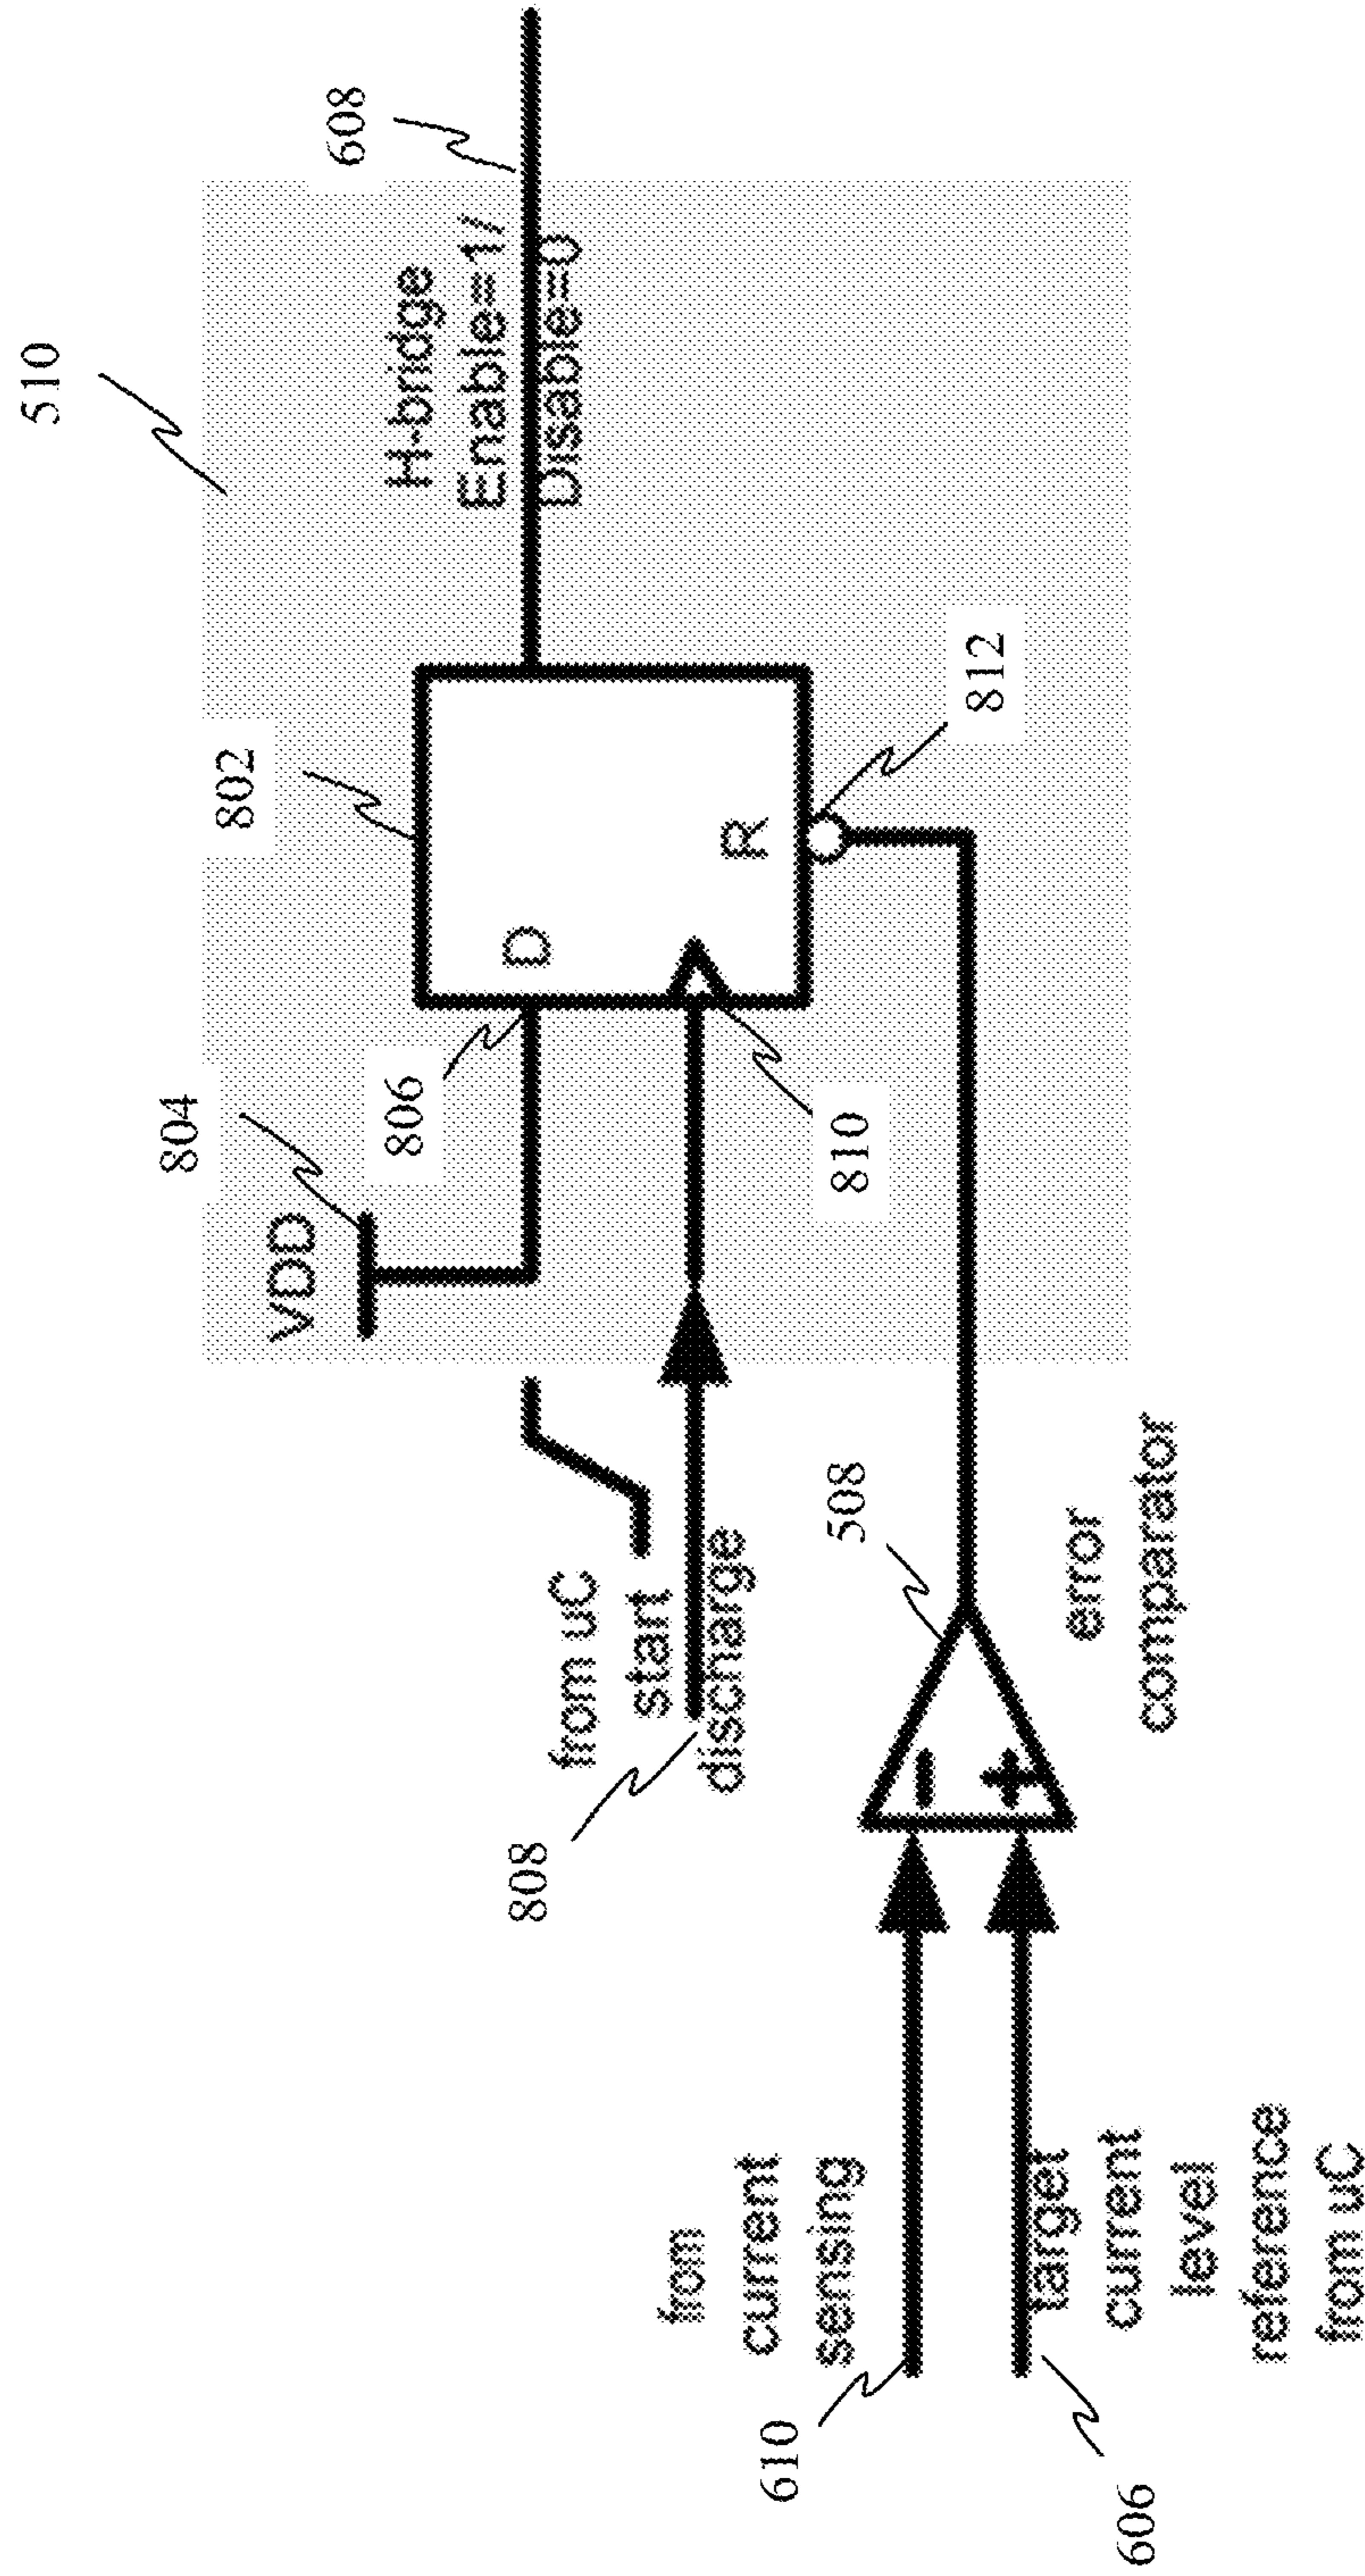 510
608
H-bridge
Enable=1/
Disable=0
802
804
VDD
806
D
R
812
810
from uC
start
discharge
808
508
error
comparator
from
current
sensing
610
target
current
level
reference
from uC
606